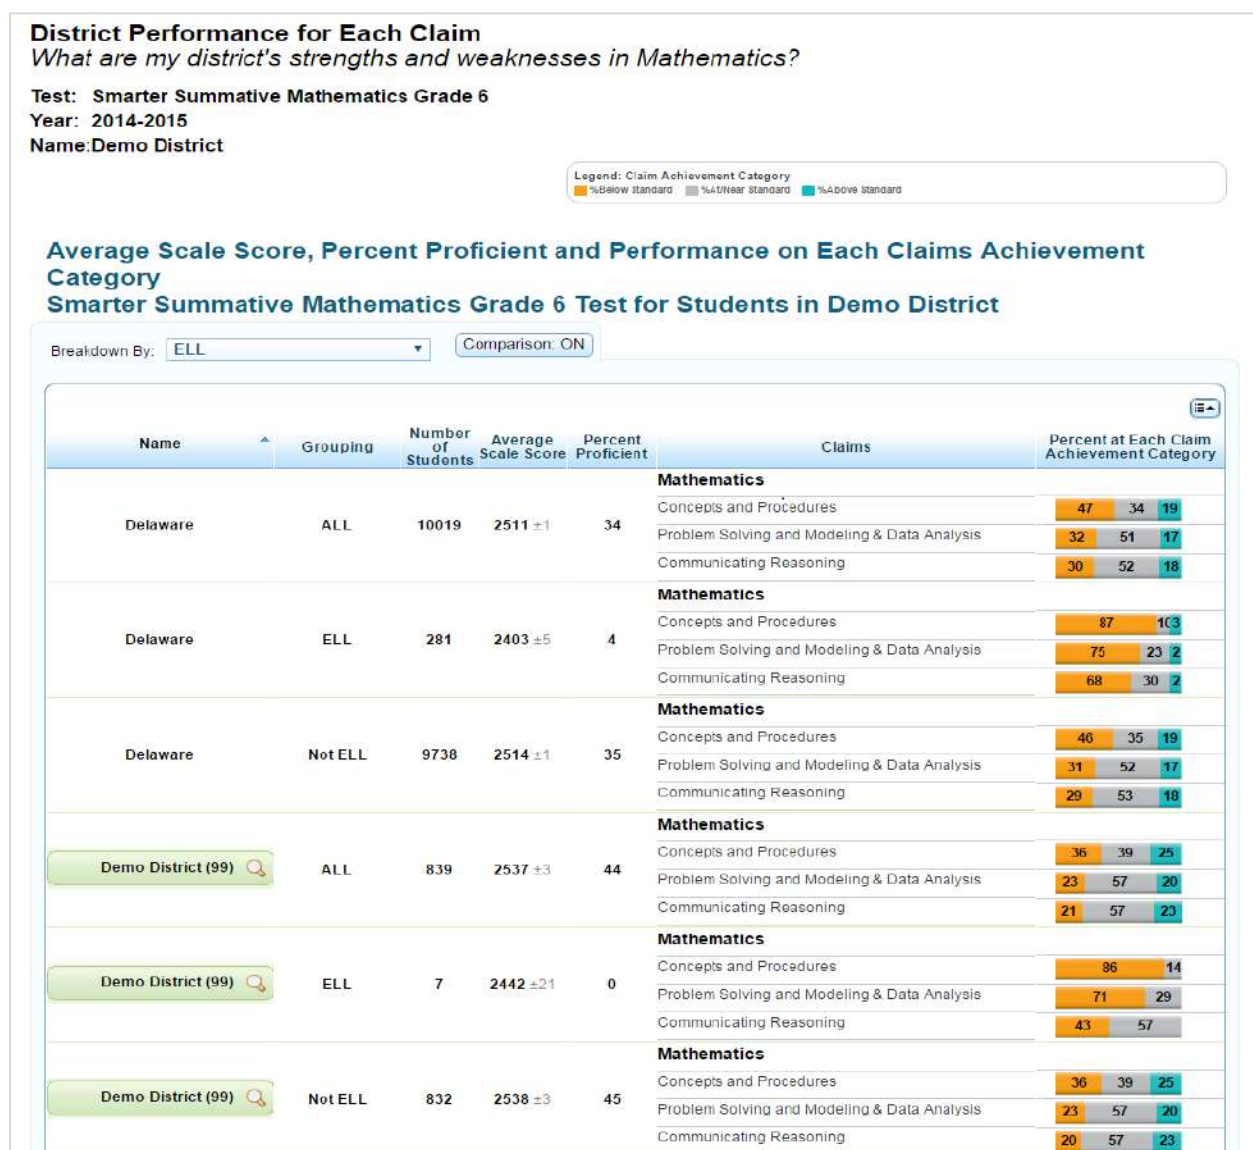 District Performance for Each Claim
What are my district's strengths and weaknesses in Mathematics?
Test: Smarter Summative Mathematics Grade 6
Year: 2014-2015
Name:Demo District
Legend: Claim Achievement Category
%Below Standard %At/Near Standard %Above Standard
Average Scale Score, Percent Proficient and Performance on Each Claims Achievement
Category
Smarter Summative Mathematics Grade 6 Test for Students in Demo District
Breakdown By: ELL Comparison: ON
Name Grouping Number of Students Average Scale Score Percent Proficient Claims Percent at Each Claim Achievement Category
Mathematics
Concepts and Procedures 47 34 19
Delaware ALL 10019 2511 ±1 34
Problem Solving and Modeling & Data Analysis 32 51 17
Communicating Reasoning 30 52 18
Mathematics
Concepts and Procedures 87 10 3
Delaware ELL 281 2403 ±5 4
Problem Solving and Modeling & Data Analysis 75 23 2
Communicating Reasoning 68 30 2
Mathematics
Concepts and Procedures 46 35 19
Delaware Not ELL 9738 2514 ±1 35
Problem Solving and Modeling & Data Analysis 31 52 17
Communicating Reasoning 29 53 18
Mathematics
Concepts and Procedures 36 39 25
Demo District (99) ALL 839 2537 ±3 44
Problem Solving and Modeling & Data Analysis 23 57 20
Communicating Reasoning 21 57 23
Mathematics
Concepts and Procedures 86 14
Demo District (99) ELL 7 2442 ±21 0
Problem Solving and Modeling & Data Analysis 71 29
Communicating Reasoning 43 57
Mathematics
Concepts and Procedures 36 39 25
Demo District (99) Not ELL 832 2538 ±3 45
Problem Solving and Modeling & Data Analysis 23 57 20
Communicating Reasoning 20 57 23